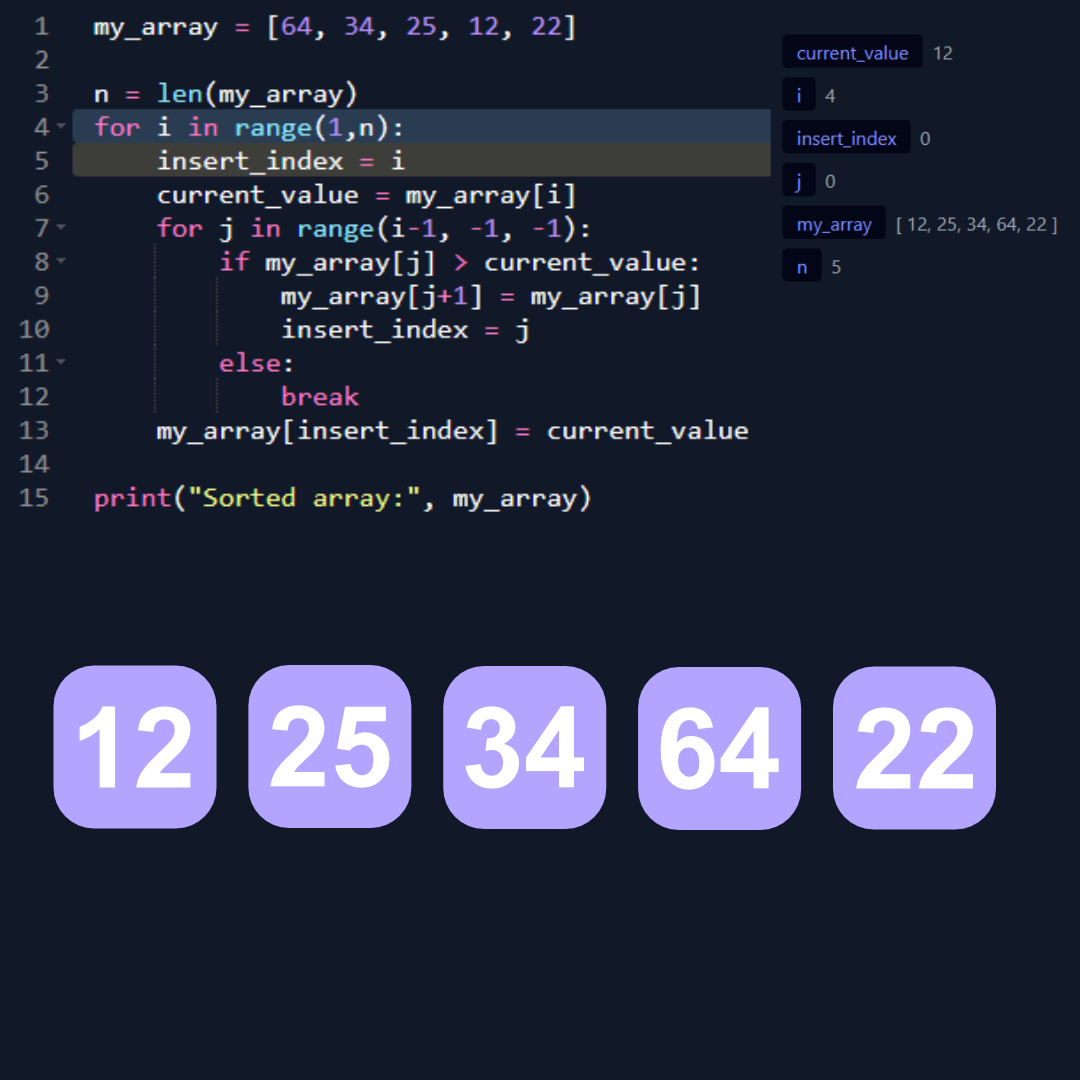 1 my_array = [64, 34, 25, 12, 22]
2
3 n = len(my_array)
4 for i in range(1,n):
5     insert_index = i
6     current_value = my_array[i]
7     for j in range(i-1, -1, -1):
8         if my_array[j] > current_value:
9             my_array[j+1] = my_array[j]
10             insert_index = j
11         else:
12             break
13     my_array[insert_index] = current_value
14
15 print("Sorted array:", my_array)
current_value 12
i 4
insert_index 0
j 0
my_array [ 12, 25, 34, 64, 22 ]
n 5
12 25 34 64 22